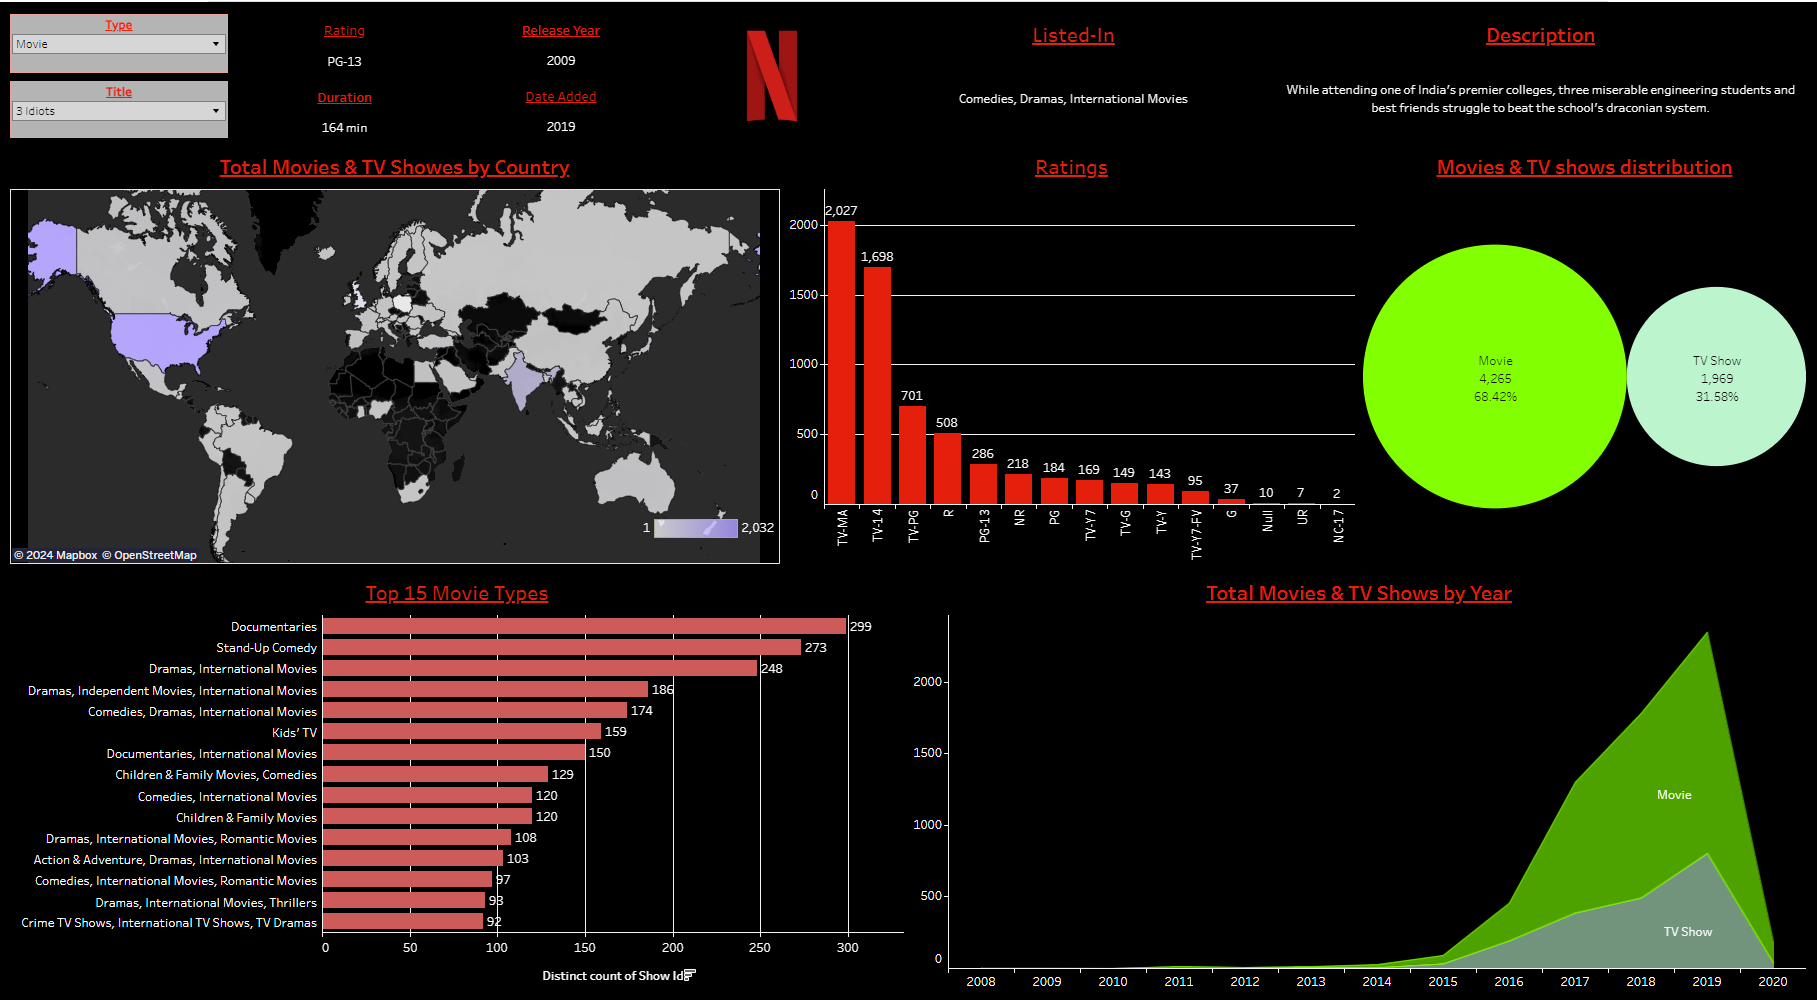 Type
Movie
Title
3 Idiots
Rating
PG-13
Duration
164 min
Release Year
2009
Date Added
2019
N
Listed-In
Comedies, Dramas, International Movies
Description
While attending one of India's premier colleges, three miserable engineering students and
best friends struggle to beat the school's draconian system.
Total Movies & TV Showes by Country
1 2,032
© 2024 Mapbox © OpenStreetMap
Ratings
2000
1500
1000
500
0
2,027
1,698
701
508
286
218
184
169
149
143
95
37
10
7
2
TV-MA
TV-14
TV-PG
R
PG-13
NR
PG
TV-Y7
TV-G
TV-Y
TV-Y7-FV
G
Null
UR
NC-17
Movies & TV shows distribution
Movie
4,265
68.42%
TV Show
1,969
31.58%
Top 15 Movie Types
Documentaries 299
Stand-Up Comedy 273
Dramas, International Movies 248
Dramas, Independent Movies, International Movies 186
Comedies, Dramas, International Movies 174
Kids' TV 159
Documentaries, International Movies 150
Children & Family Movies, Comedies 129
Comedies, International Movies 120
Children & Family Movies 120
Dramas, International Movies, Romantic Movies 108
Action & Adventure, Dramas, International Movies 103
Comedies, International Movies, Romantic Movies 97
Dramas, International Movies, Thrillers 93
Crime TV Shows, International TV Shows, TV Dramas 92
0 50 100 150 200 250 300
Distinct count of Show Id
Total Movies & TV Shows by Year
2000
1500
1000
500
0
Movie
TV Show
2008 2009 2010 2011 2012 2013 2014 2015 2016 2017 2018 2019 2020